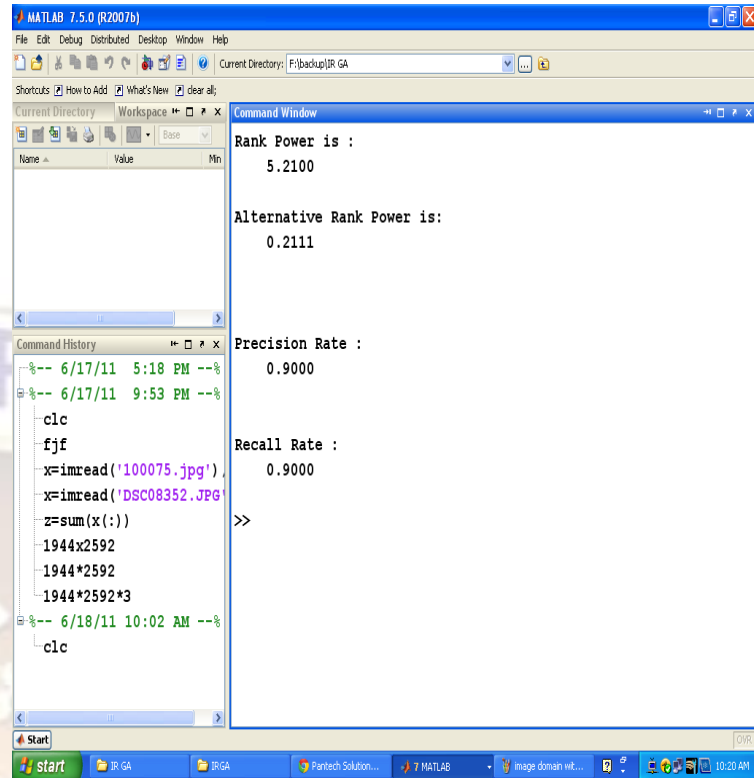 MATLAB 7.5.0 (R2007b)
File Edit Debug Distributed Desktop Window Help
Current Directory: F:\backup\IR GA
Shortcuts How to Add What's New clear all;
Current Directory Workspace
Base
Name Value Min
Command History
%-- 6/17/11 5:18 PM --%
%-- 6/17/11 9:53 PM --%
clc
fjf
x=imread('100075.jpg')
x=imread('DSC08352.JPG'
z=sum(x(:))
1944x2592
1944*2592
1944*2592*3
%-- 6/18/11 10:02 AM --%
clc
Command Window
Rank Power is :
5.2100
Alternative Rank Power is:
0.2111
Precision Rate :
0.9000
Recall Rate :
0.9000
>>
Start
OVR
start IR GA IRGA Pantech Solution... 7 MATLAB image domain wit... 10:20 AM